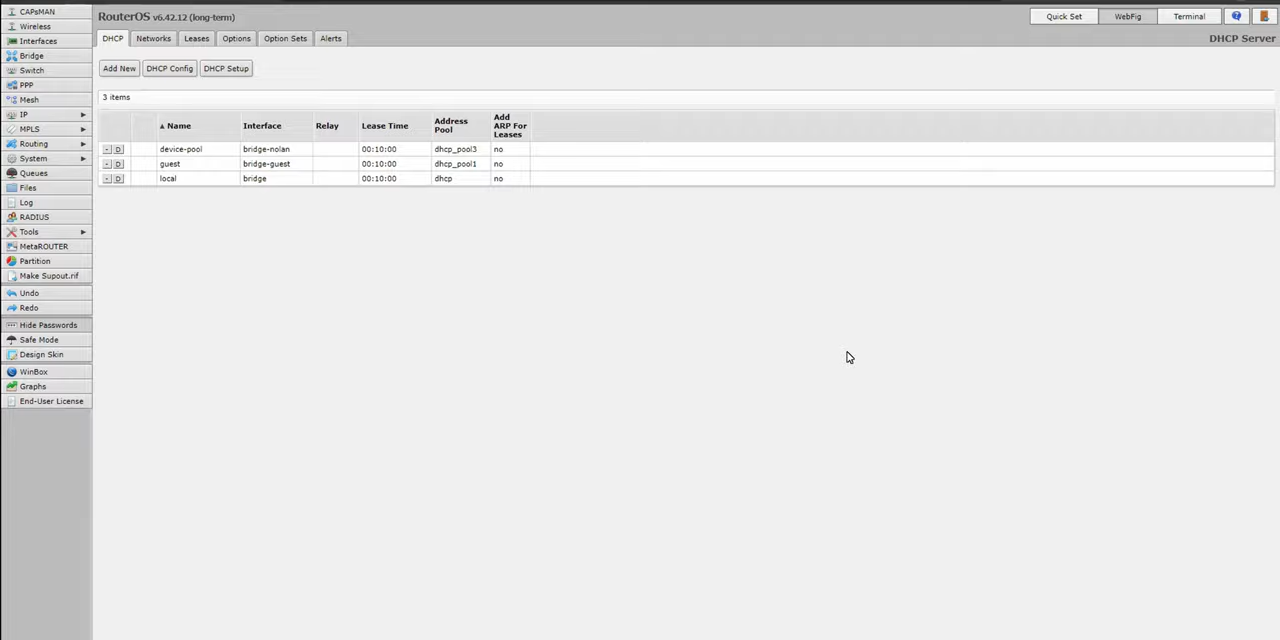 RouterOS v6.42.12 (long-term)
Quick Set WebFig Terminal
DHCP Networks Leases Options Option Sets Alerts
DHCP Server
Add New DHCP Config DHCP Setup
3 items
▲ Name Interface Relay Lease Time Address Pool Add ARP For Leases
- D device-pool bridge-nolan 00:10:00 dhcp_pool3 no
- D guest bridge-guest 00:10:00 dhcp_pool1 no
- D local bridge 00:10:00 dhcp no
CAPsMAN
Wireless
Interfaces
Bridge
Switch
PPP
Mesh
IP
MPLS
Routing
System
Queues
Files
Log
RADIUS
Tools
MetaROUTER
Partition
Make Supout.rif
Undo
Redo
Hide Passwords
Safe Mode
Design Skin
WinBox
Graphs
End-User License